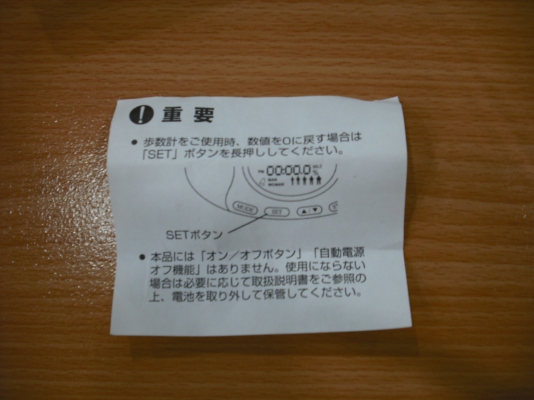 重要
● 歩数計をご使用時、数値を0に戻す場合は
「SET」ボタンを長押ししてください。
00:00.0
MODE SET ▲/▼
SETボタン
● 本品には「オン／オフボタン」「自動電源
オフ機能」はありません。使用にならない
場合は必要に応じて取扱説明書をご参照の
上、電池を取り外して保管してください。